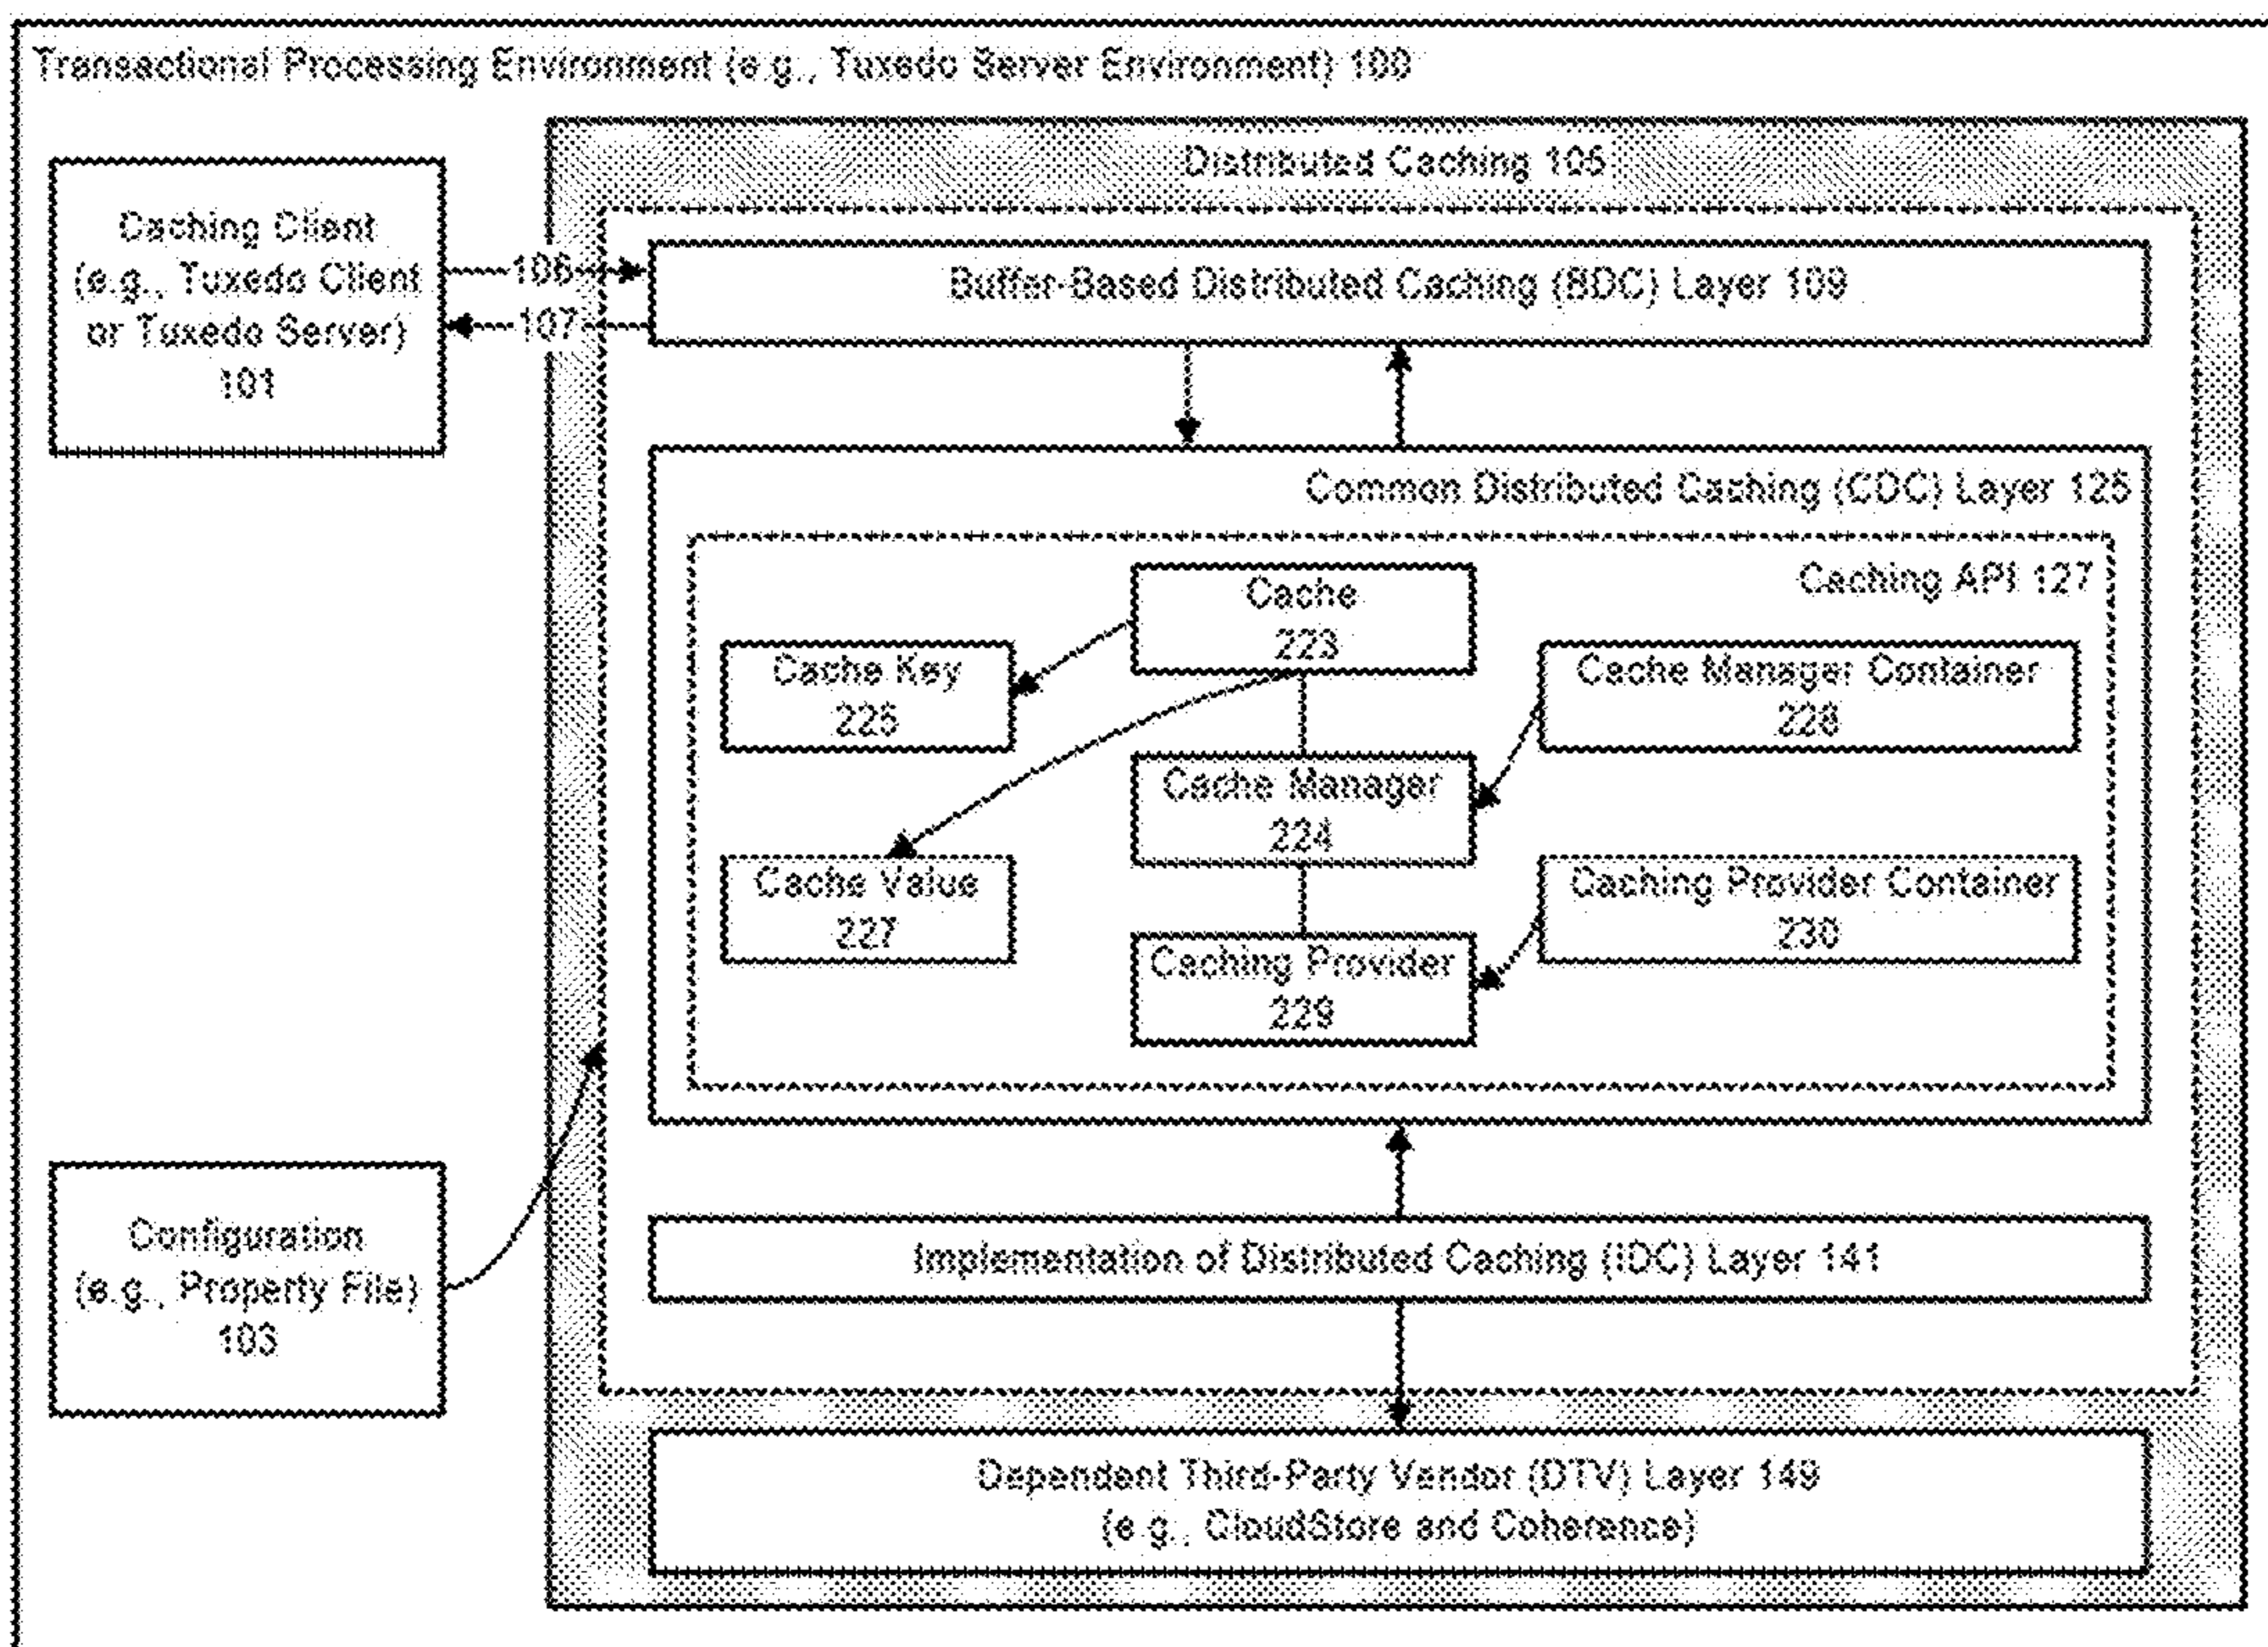 Transactional Processing Environment (e.g., Tuxedo Server Environment) 100
Distributed Caching 105
Caching Client
(e.g., Tuxedo Client
or Tuxedo Server)
101
106
107
Buffer-Based Distributed Caching (BDC) Layer 109
Common Distributed Caching (CDC) Layer 125
Caching API 127
Cache
223
Cache Key
225
Cache Manager Container
228
Cache Manager
224
Cache Value
227
Caching Provider Container
230
Caching Provider
229
Configuration
(e.g., Property File)
103
Implementation of Distributed Caching (IDC) Layer 141
Dependent Third-Party Vendor (DTV) Layer 149
(e.g., CloudStore and Coherence)